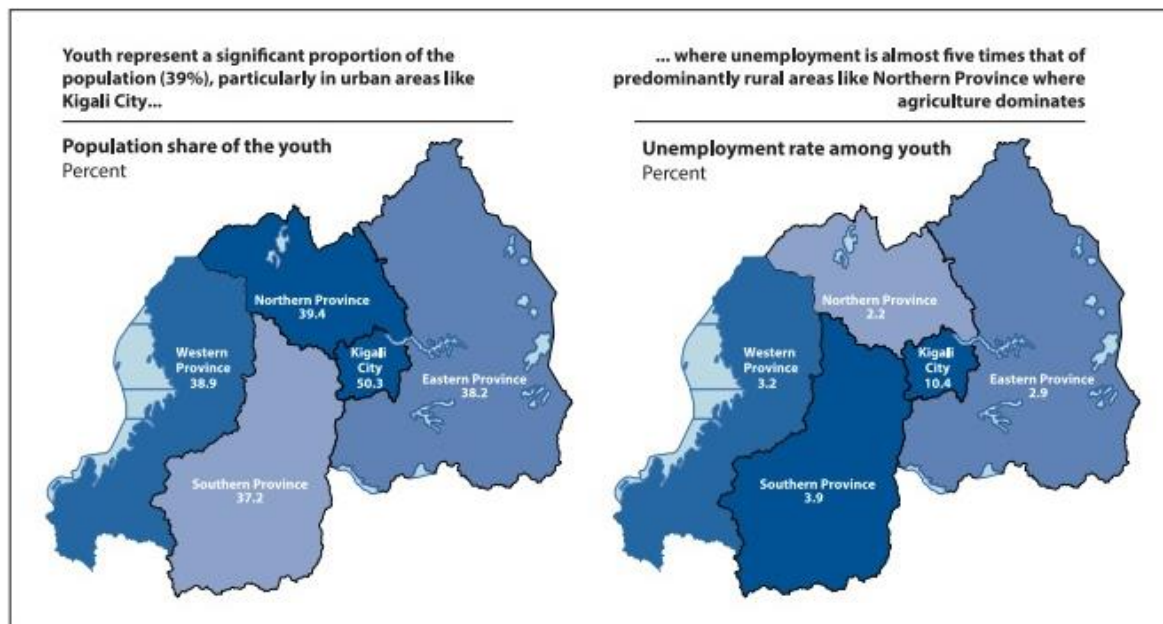 Youth represent a significant proportion of the
population (39%), particularly in urban areas like
Kigali City...
Population share of the youth
Percent
Northern Province
39.4
Western
Province
38.9
Kigali
City
50.3
Eastern Province
38.2
Southern Province
37.2
... where unemployment is almost five times that of
predominantly rural areas like Northern Province where
agriculture dominates
Unemployment rate among youth
Percent
Northern Province
2.2
Western
Province
3.2
Kigali
City
10.4
Eastern Province
2.9
Southern Province
3.9